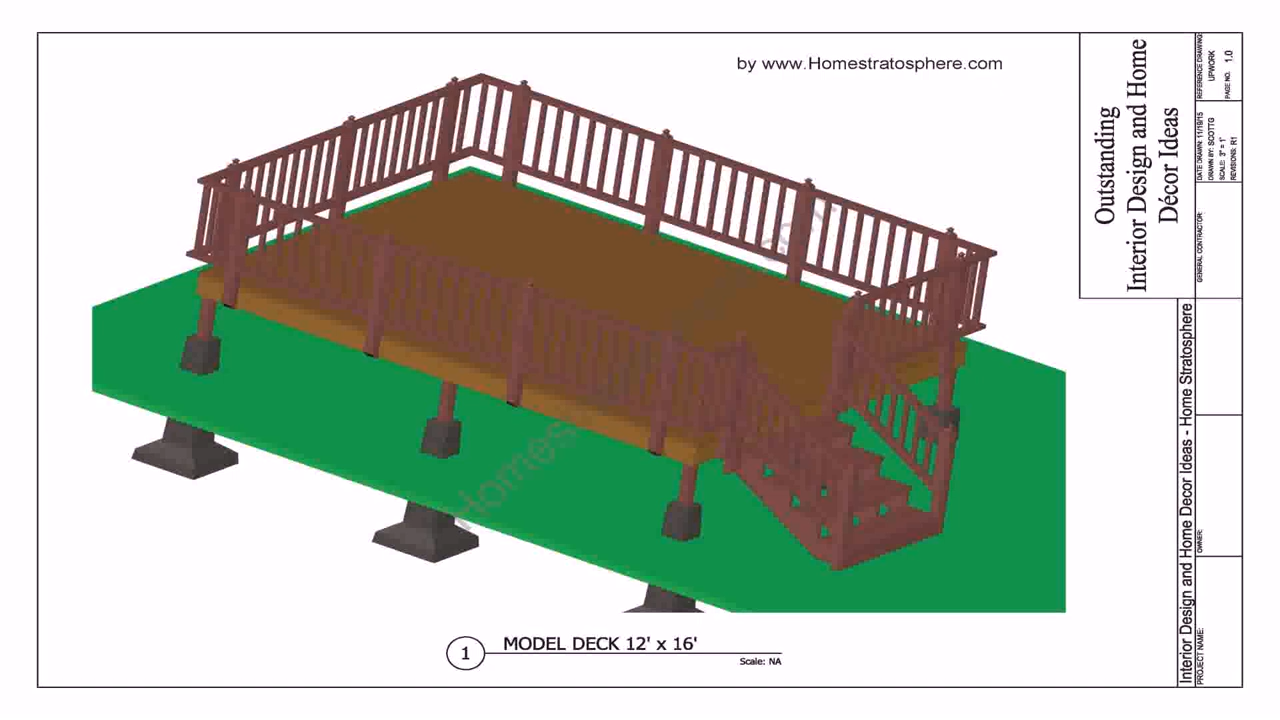 by www.Homestratosphere.com
Outstanding
Interior Design and Home
Décor Ideas
REFERENCE DRAWING:
UPWORK
PAGE NO. 1.0
DATE DRAWN: 11/19/15
DRAWN BY: SCOTTG
SCALE: 3" = 1'
REVISIONS: R1
GENERAL CONTRACTOR:
OWNER:
Interior Design and Home Decor Ideas - Home Stratosphere
PROJECT NAME:
1
MODEL DECK 12' x 16'
Scale: NA